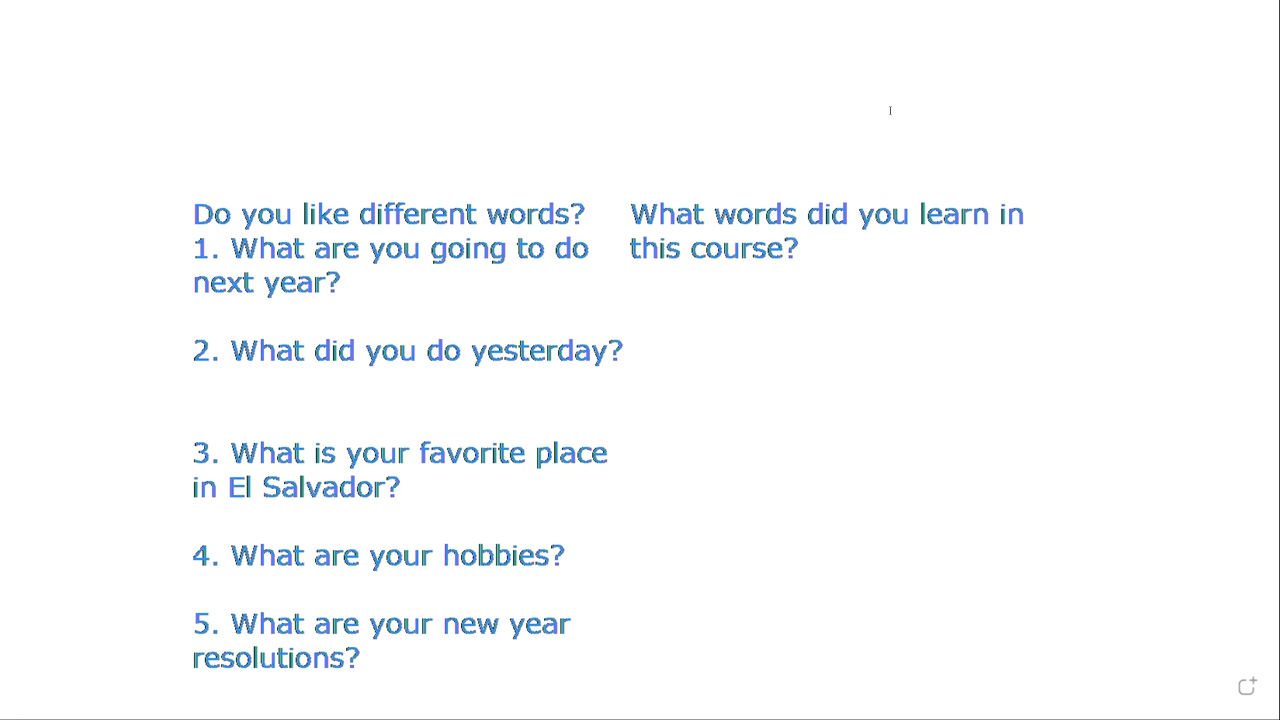 Do you like different words?
1. What are you going to do
next year?
2. What did you do yesterday?
3. What is your favorite place
in El Salvador?
4. What are your hobbies?
5. What are your new year
resolutions?
What words did you learn in
this course?